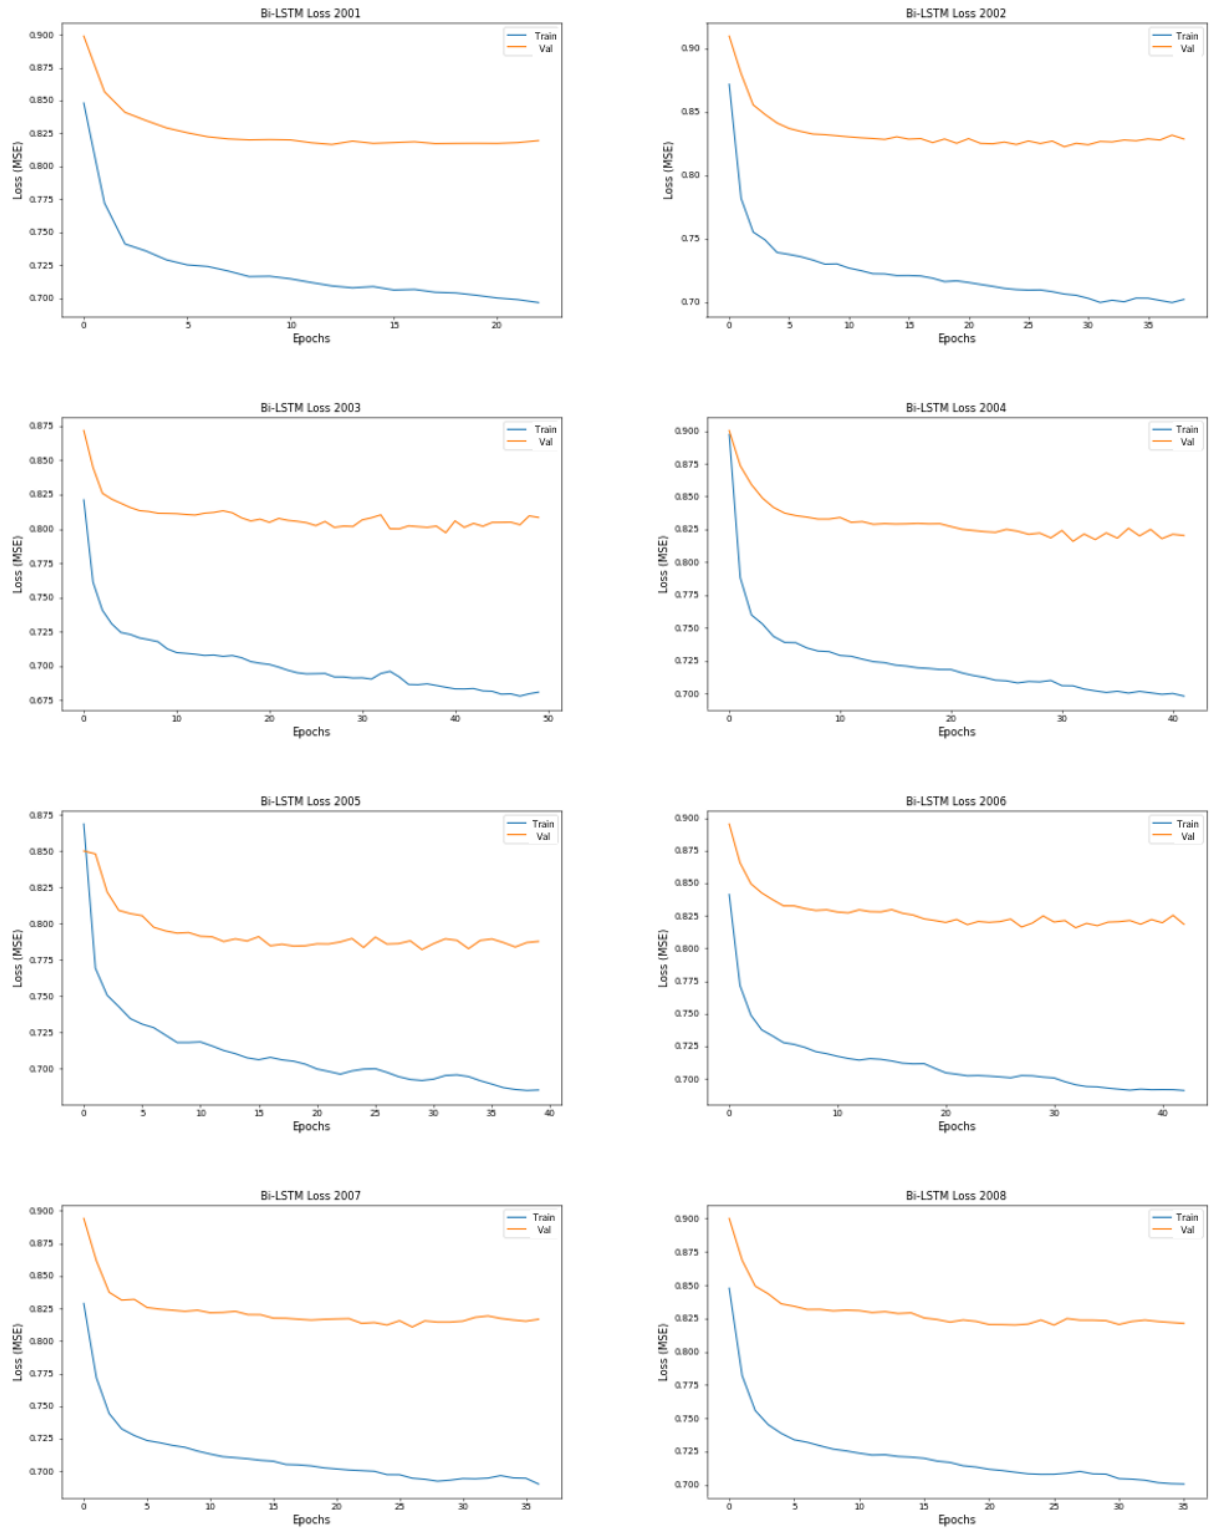 Bi-LSTM Loss 2001
0.900
0.875
0.850
0.825
0.800
0.775
0.750
0.725
0.700
Loss (MSE)
Train
Val
0 5 10 15 20
Epochs
Bi-LSTM Loss 2002
0.90
0.85
0.80
0.75
0.70
Loss (MSE)
Train
Val
0 5 10 15 20 25 30 35
Epochs
Bi-LSTM Loss 2003
0.875
0.850
0.825
0.800
0.775
0.750
0.725
0.700
0.675
Loss (MSE)
Train
Val
0 10 20 30 40 50
Epochs
Bi-LSTM Loss 2004
0.900
0.875
0.850
0.825
0.800
0.775
0.750
0.725
0.700
Loss (MSE)
Train
Val
0 10 20 30 40
Epochs
Bi-LSTM Loss 2005
0.875
0.850
0.825
0.800
0.775
0.750
0.725
0.700
Loss (MSE)
Train
Val
0 5 10 15 20 25 30 35 40
Epochs
Bi-LSTM Loss 2006
0.900
0.875
0.850
0.825
0.800
0.775
0.750
0.725
0.700
Loss (MSE)
Train
Val
0 10 20 30 40
Epochs
Bi-LSTM Loss 2007
0.900
0.875
0.850
0.825
0.800
0.775
0.750
0.725
0.700
Loss (MSE)
Train
Val
0 5 10 15 20 25 30 35
Epochs
Bi-LSTM Loss 2008
0.900
0.875
0.850
0.825
0.800
0.775
0.750
0.725
0.700
Loss (MSE)
Train
Val
0 5 10 15 20 25 30 35
Epochs